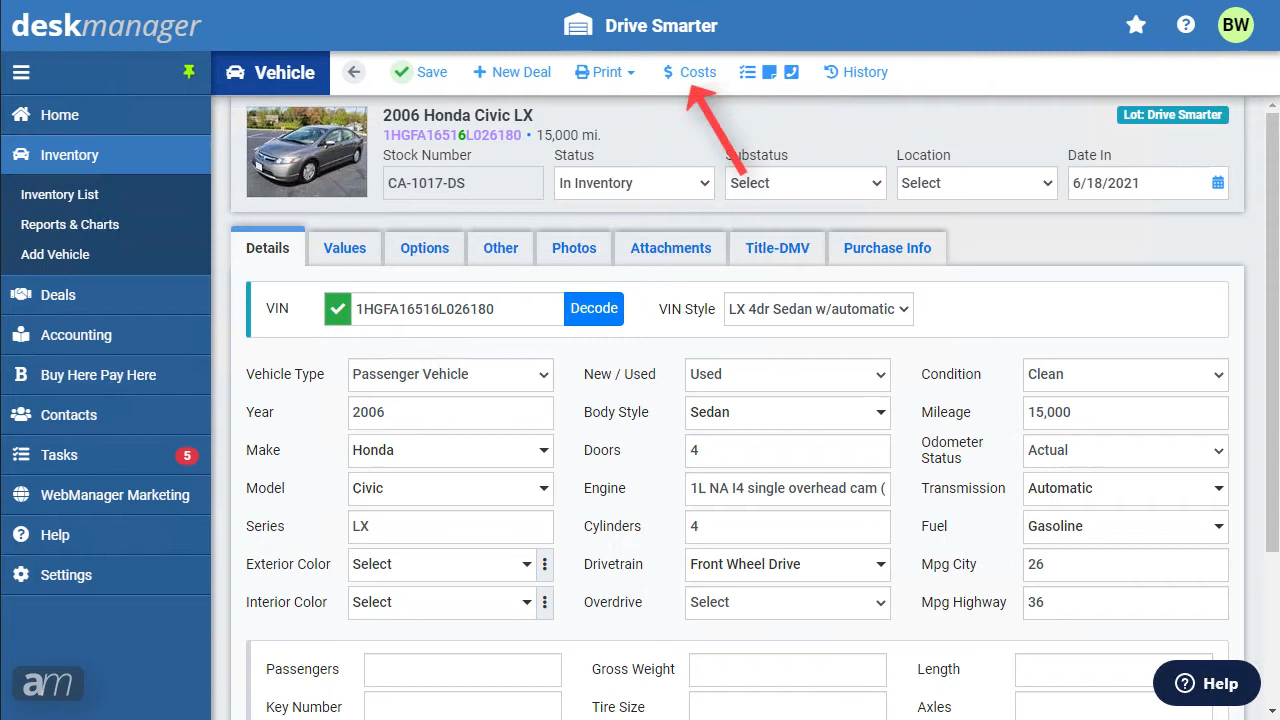 deskmanager
Drive Smarter
BW
Vehicle
Save
New Deal
Print
$ Costs
History
Home
Inventory
Inventory List
Reports & Charts
Add Vehicle
Deals
Accounting
B Buy Here Pay Here
Contacts
Tasks 5
WebManager Marketing
Help
Settings
am
2006 Honda Civic LX
Lot: Drive Smarter
1HGFA16516L026180 • 15,000 mi.
Stock Number Status Substatus Location Date In
CA-1017-DS In Inventory Select Select 6/18/2021
Details Values Options Other Photos Attachments Title-DMV Purchase Info
VIN 1HGFA16516L026180 Decode VIN Style LX 4dr Sedan w/automatic
Vehicle Type Passenger Vehicle New / Used Used Condition Clean
Year 2006 Body Style Sedan Mileage 15,000
Make Honda Doors 4 Odometer Status Actual
Model Civic Engine 1L NA I4 single overhead cam ( Transmission Automatic
Series LX Cylinders 4 Fuel Gasoline
Exterior Color Select Drivetrain Front Wheel Drive Mpg City 26
Interior Color Select Overdrive Select Mpg Highway 36
Passengers Gross Weight Length
Key Number Tire Size Axles
? Help